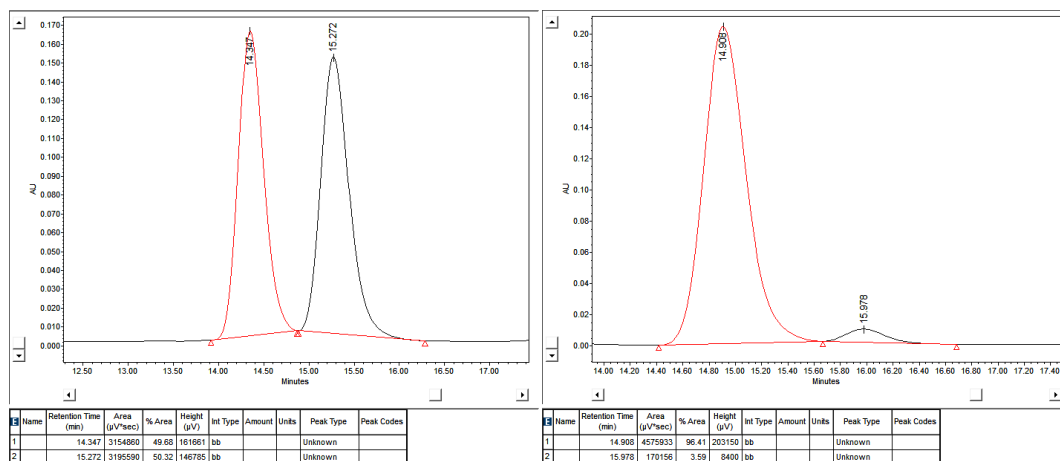 0.170
0.160
0.150
0.140
0.130
0.120
0.110
0.100
0.090
0.080
0.070
0.060
0.050
0.040
0.030
0.020
0.010
0.000
AU
14.347
15.272
12.50 13.00 13.50 14.00 14.50 15.00 15.50 16.00 16.50 17.00
Minutes
E Name Retention Time (min) Area (µV*sec) % Area Height (µV) Int Type Amount Units Peak Type Peak Codes
1 14.347 3154860 49.68 161661 bb Unknown
2 15.272 3195590 50.32 146785 bb Unknown
0.20
0.18
0.16
0.14
0.12
0.10
0.08
0.06
0.04
0.02
0.00
AU
14.908
15.978
14.00 14.20 14.40 14.60 14.80 15.00 15.20 15.40 15.60 15.80 16.00 16.20 16.40 16.60 16.80 17.00 17.20 17.40
Minutes
E Name Retention Time (min) Area (µV*sec) % Area Height (µV) Int Type Amount Units Peak Type Peak Codes
1 14.908 4575933 96.41 203150 bb Unknown
2 15.978 170156 3.59 8400 bb Unknown